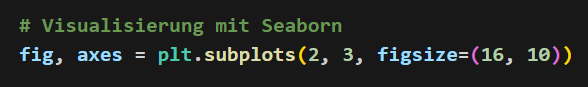 # Visualisierung mit Seaborn
fig, axes = plt.subplots(2, 3, figsize=(16, 10))